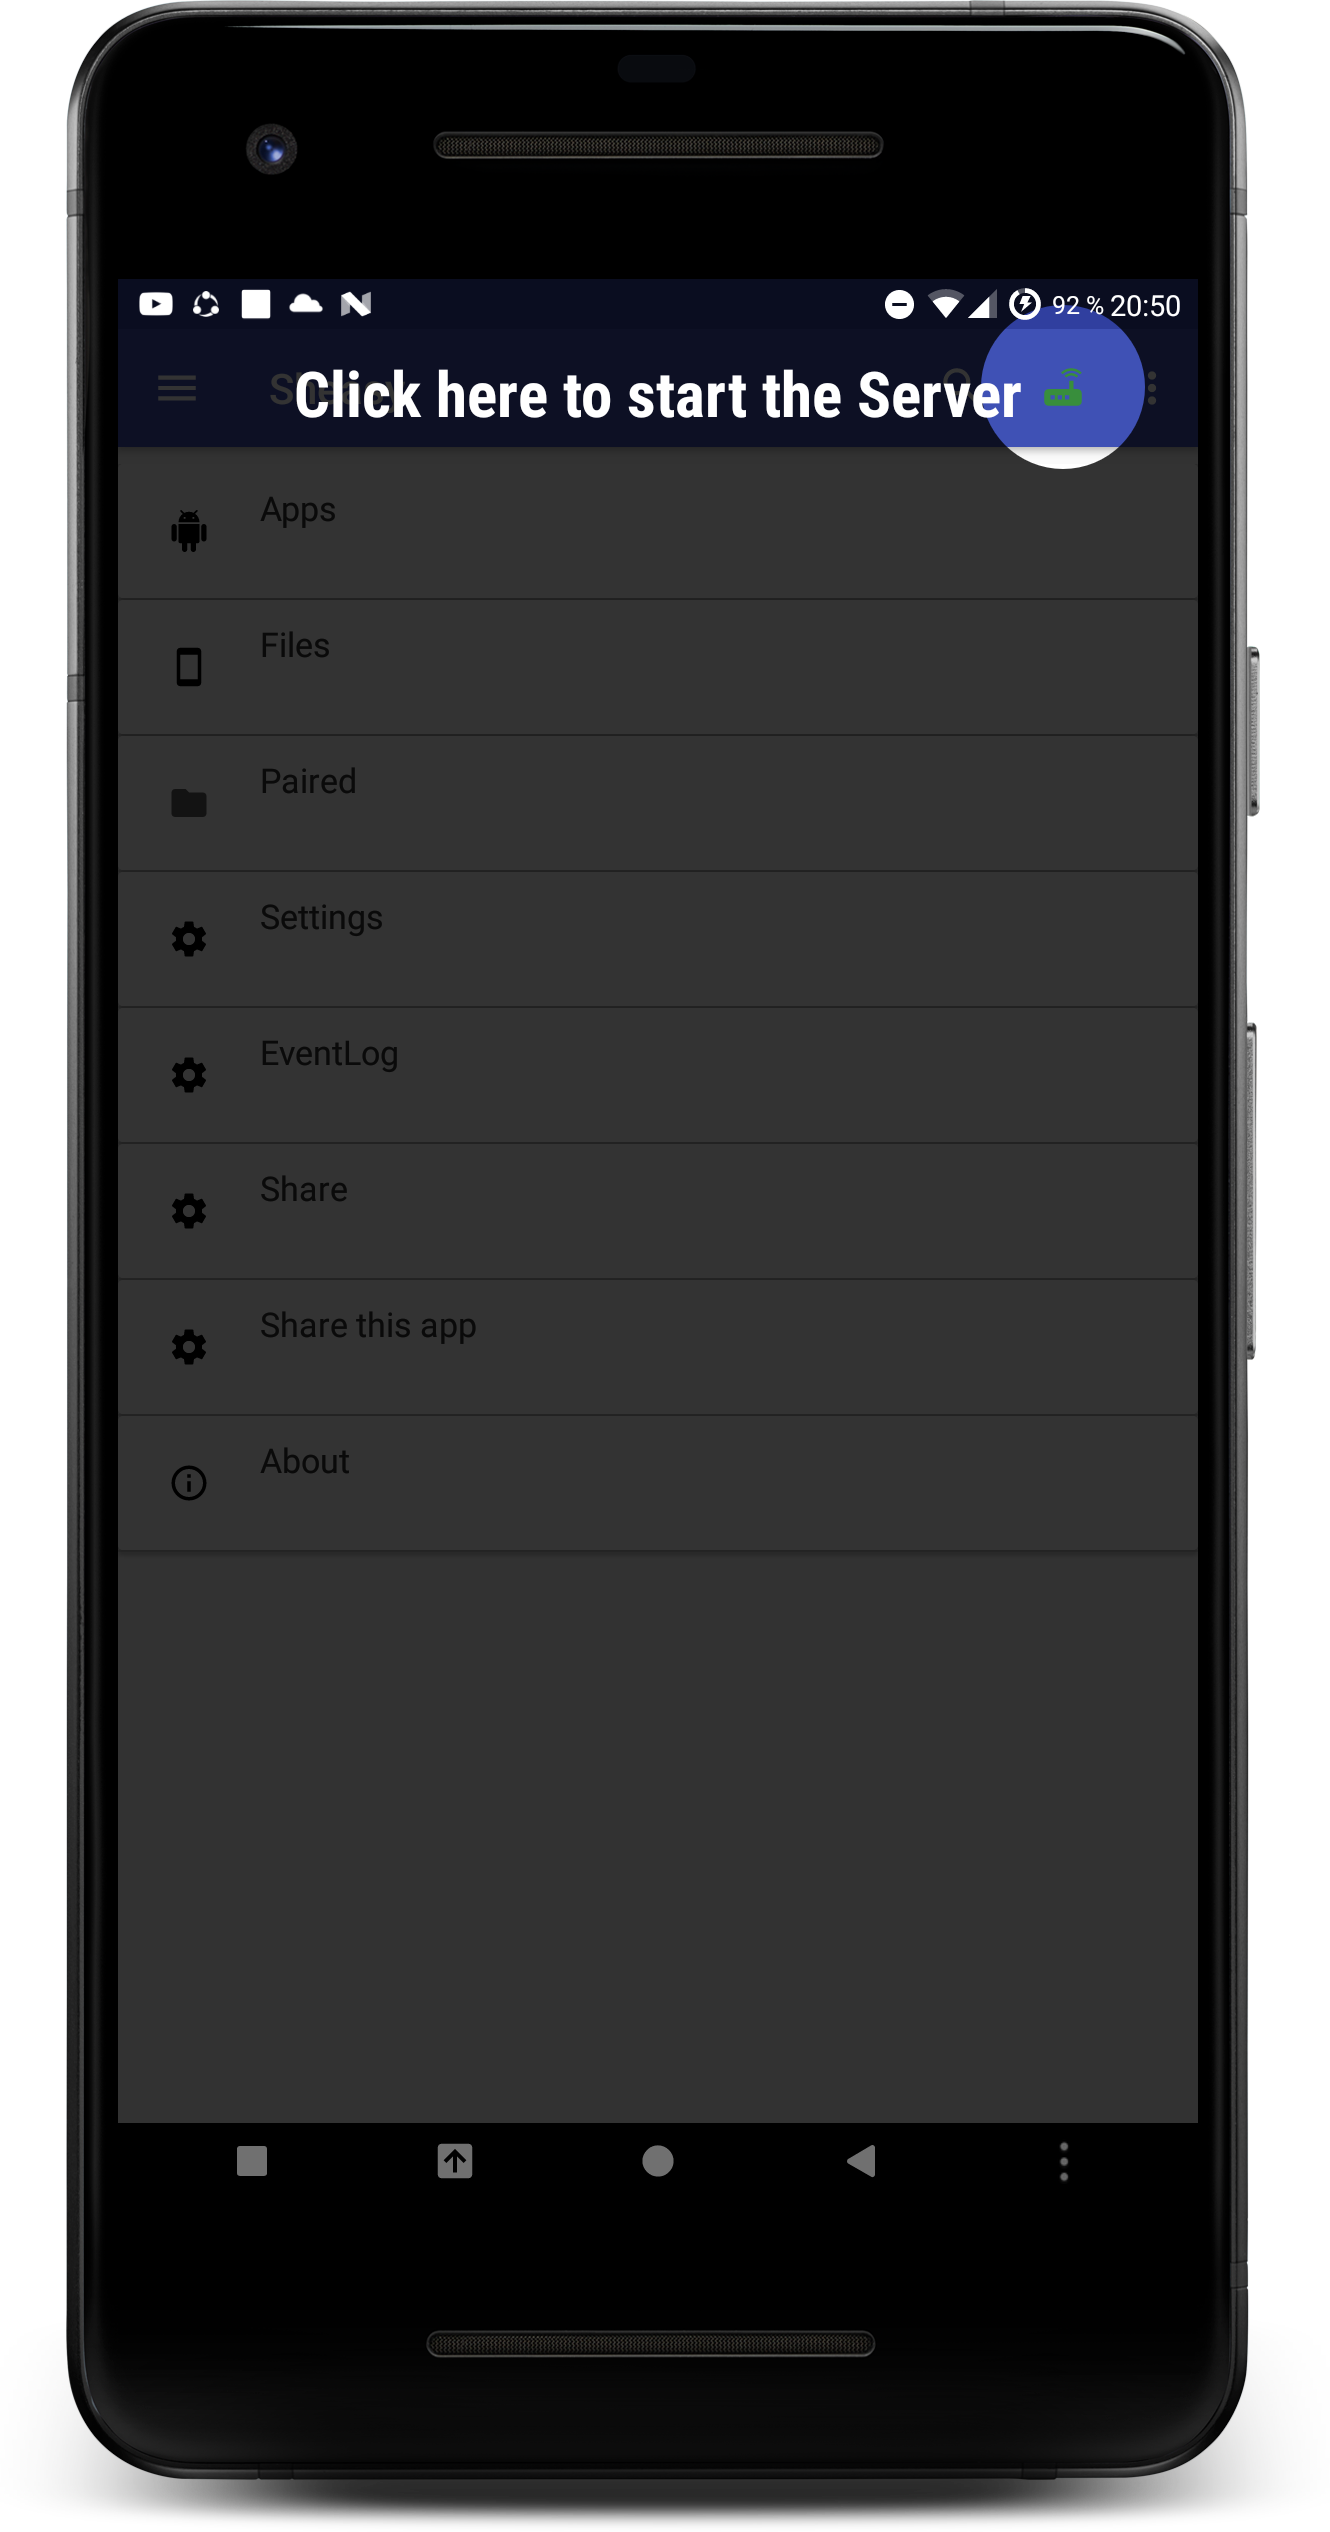 92 % 20:50
Click here to start the Server
Apps
Files
Paired
Settings
EventLog
Share
Share this app
About